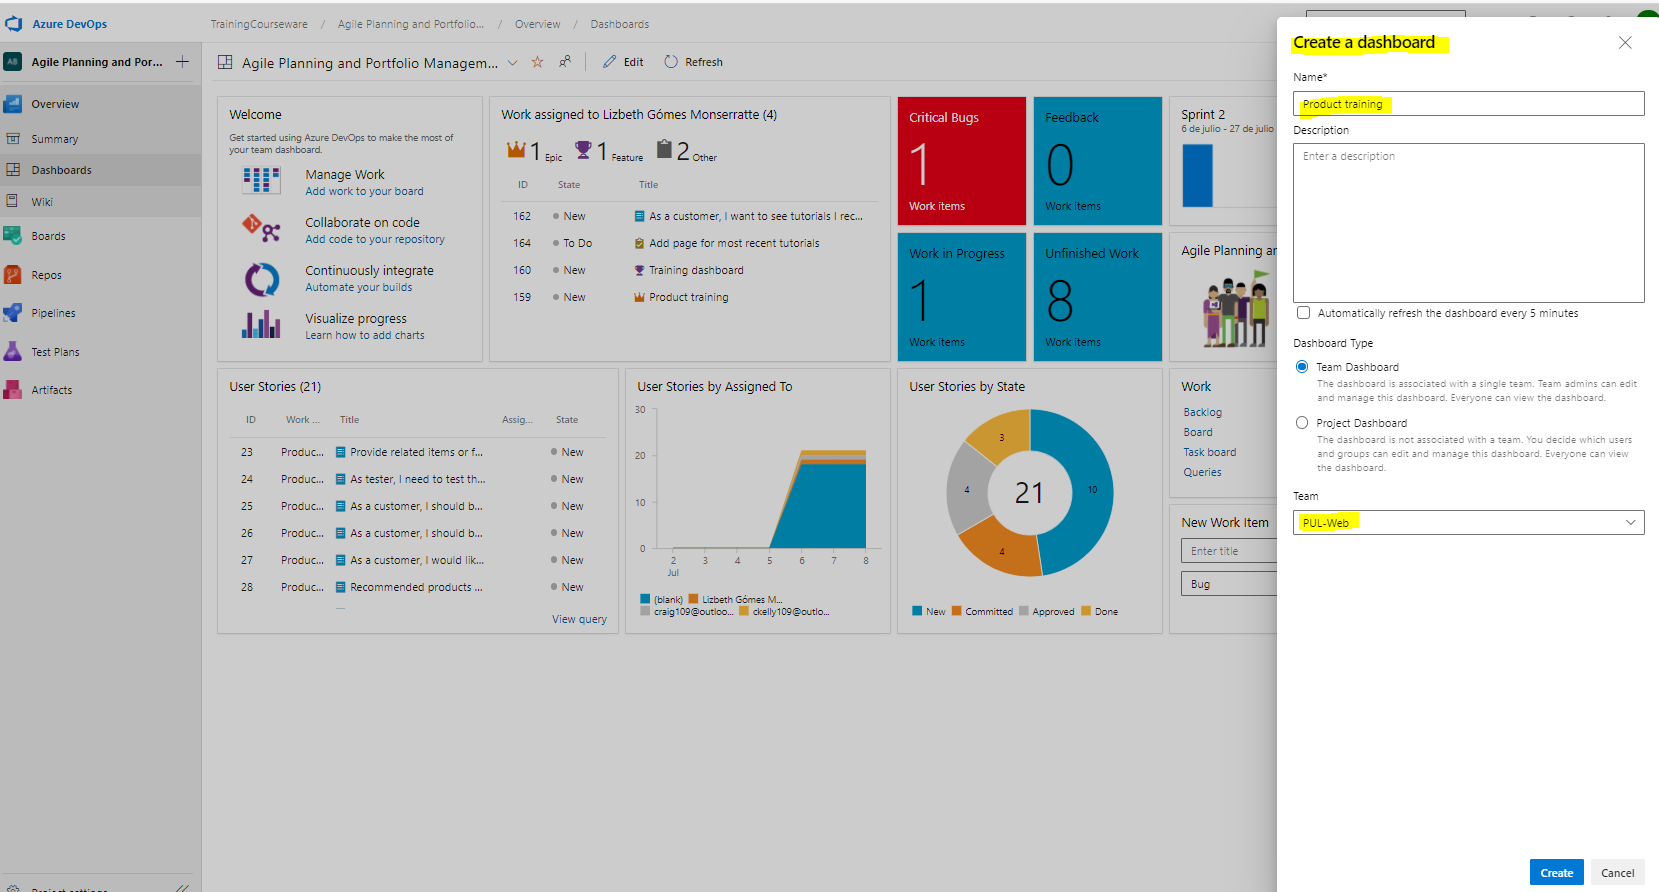 Azure DevOps
TrainingCourseware / Agile Planning and Portfolio... / Overview / Dashboards
Agile Planning and Por...
Overview
Summary
Dashboards
Wiki
Boards
Repos
Pipelines
Test Plans
Artifacts
Agile Planning and Portfolio Managem...
Edit
Refresh
Welcome
Get started using Azure DevOps to make the most of
your team dashboard.
Manage Work
Add work to your board
Collaborate on code
Add code to your repository
Continuously integrate
Automate your builds
Visualize progress
Learn how to add charts
Work assigned to Lizbeth Gómes Monserratte (4)
1 Epic 1 Feature 2 Other
ID State Title
162 New As a customer, I want to see tutorials I rec...
164 To Do Add page for most recent tutorials
160 New Training dashboard
159 New Product training
Critical Bugs
1
Work items
Feedback
0
Work items
Work in Progress
1
Work items
Unfinished Work
8
Work items
Sprint 2
6 de julio - 27 de julio
Agile Planning an
User Stories (21)
ID Work ... Title Assig... State
23 Produc... Provide related items or f... New
24 Produc... As tester, I need to test th... New
25 Produc... As a customer, I should b... New
26 Produc... As a customer, I should b... New
27 Produc... As a customer, I would lik... New
28 Produc... Recommended products ... New
View query
User Stories by Assigned To
30
20
10
0
2 3 4 5 6 7 8
Jul
(blank) Lizbeth Gómes M...
craig109@outloo... ckelly109@outlo...
User Stories by State
3
4
10
21
4
New Committed Approved Done
Work
Backlog
Board
Task board
Queries
New Work Item
Enter title
Bug
Create a dashboard
Name*
Product training
Description
Enter a description
Automatically refresh the dashboard every 5 minutes
Dashboard Type
Team Dashboard
The dashboard is associated with a single team. Team admins can edit
and manage this dashboard. Everyone can view the dashboard.
Project Dashboard
The dashboard is not associated with a team. You decide which users
and groups can edit and manage this dashboard. Everyone can view
the dashboard.
Team
PUL-Web
Create
Cancel
Project settings